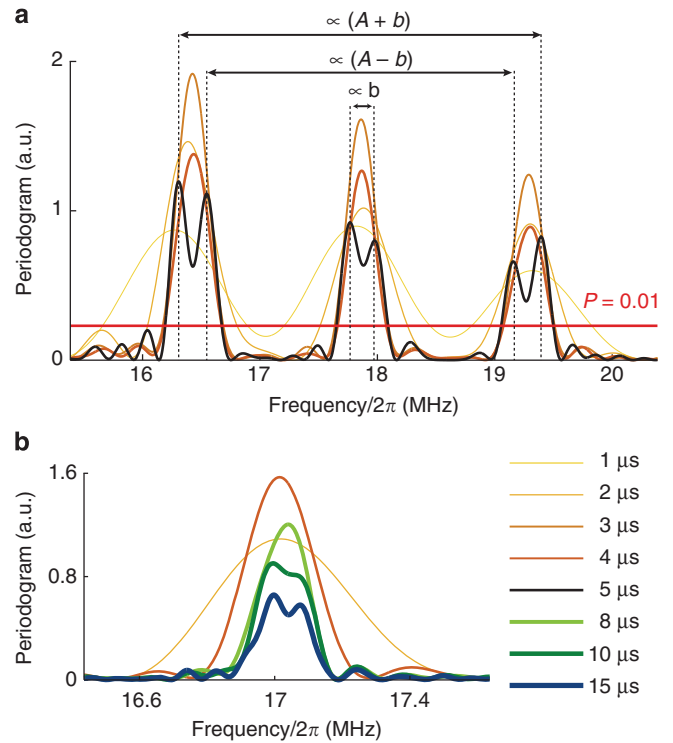 a
∝ (A + b)
∝ (A − b)
∝ b
2
1
0
Periodogram (a.u.)
P = 0.01
16 17 18 19 20
Frequency/2π (MHz)
b
1.6
0.8
0
Periodogram (a.u.)
16.6 17 17.4
Frequency/2π (MHz)
1 μs
2 μs
3 μs
4 μs
5 μs
8 μs
10 μs
15 μs